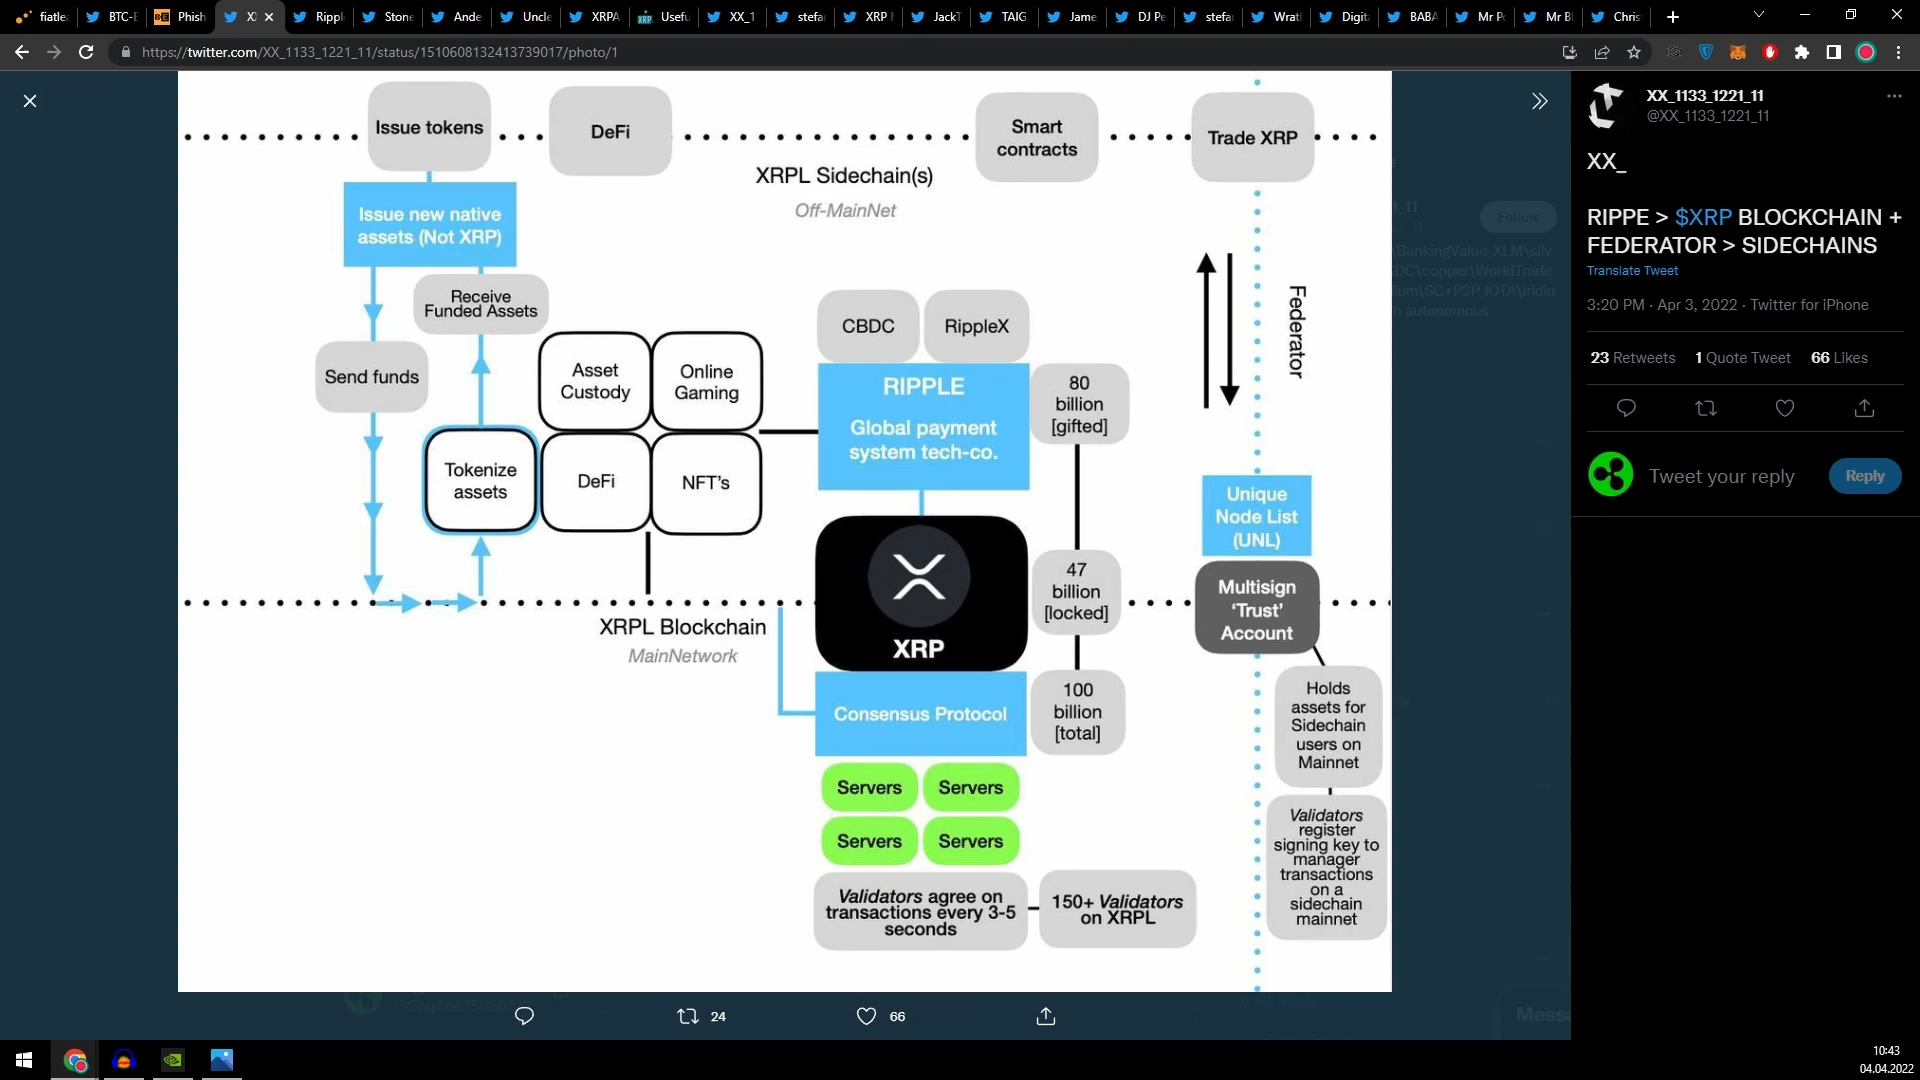 fiatle
BTC-E
Phish
Rippl
Stone
Ande
Uncle
XRPA
Usefu
XX_1
stefar
XRP
JackT
TAIG
Jame
DJ Pe
stefar
Wrat
Digit
BABA
Mr Po
Mr Bl
Chris
https://twitter.com/XX_1133_1221_11/status/1510608132413739017/photo/1
Issue tokens
DeFi
Smart
contracts
Trade XRP
XRPL Sidechain(s)
Off-MainNet
Issue new native
assets (Not XRP)
Receive
Funded Assets
Send funds
Asset
Custody
Online
Gaming
Tokenize
assets
DeFi
NFT's
CBDC
RippleX
RIPPLE
Global payment
system tech-co.
80
billion
[gifted]
Federator
Unique
Node List
(UNL)
Multisign
‘Trust’
Account
47
billion
[locked]
XRP
XRPL Blockchain
MainNetwork
Consensus Protocol
100
billion
[total]
Holds
assets for
Sidechain
users on
Mainnet
Servers
Servers
Servers
Servers
Validators
register
signing key to
manager
transactions
on a
sidechain
mainnet
Validators agree on
transactions every 3-5
seconds
150+ Validators
on XRPL
24
66
XX_1133_1221_11
@XX_1133_1221_11
XX_
RIPPE > $XRP BLOCKCHAIN +
FEDERATOR > SIDECHAINS
Translate Tweet
3:20 PM · Apr 3, 2022 · Twitter for iPhone
23 Retweets 1 Quote Tweet 66 Likes
Tweet your reply
Reply
Follow
10:43
04.04.2022